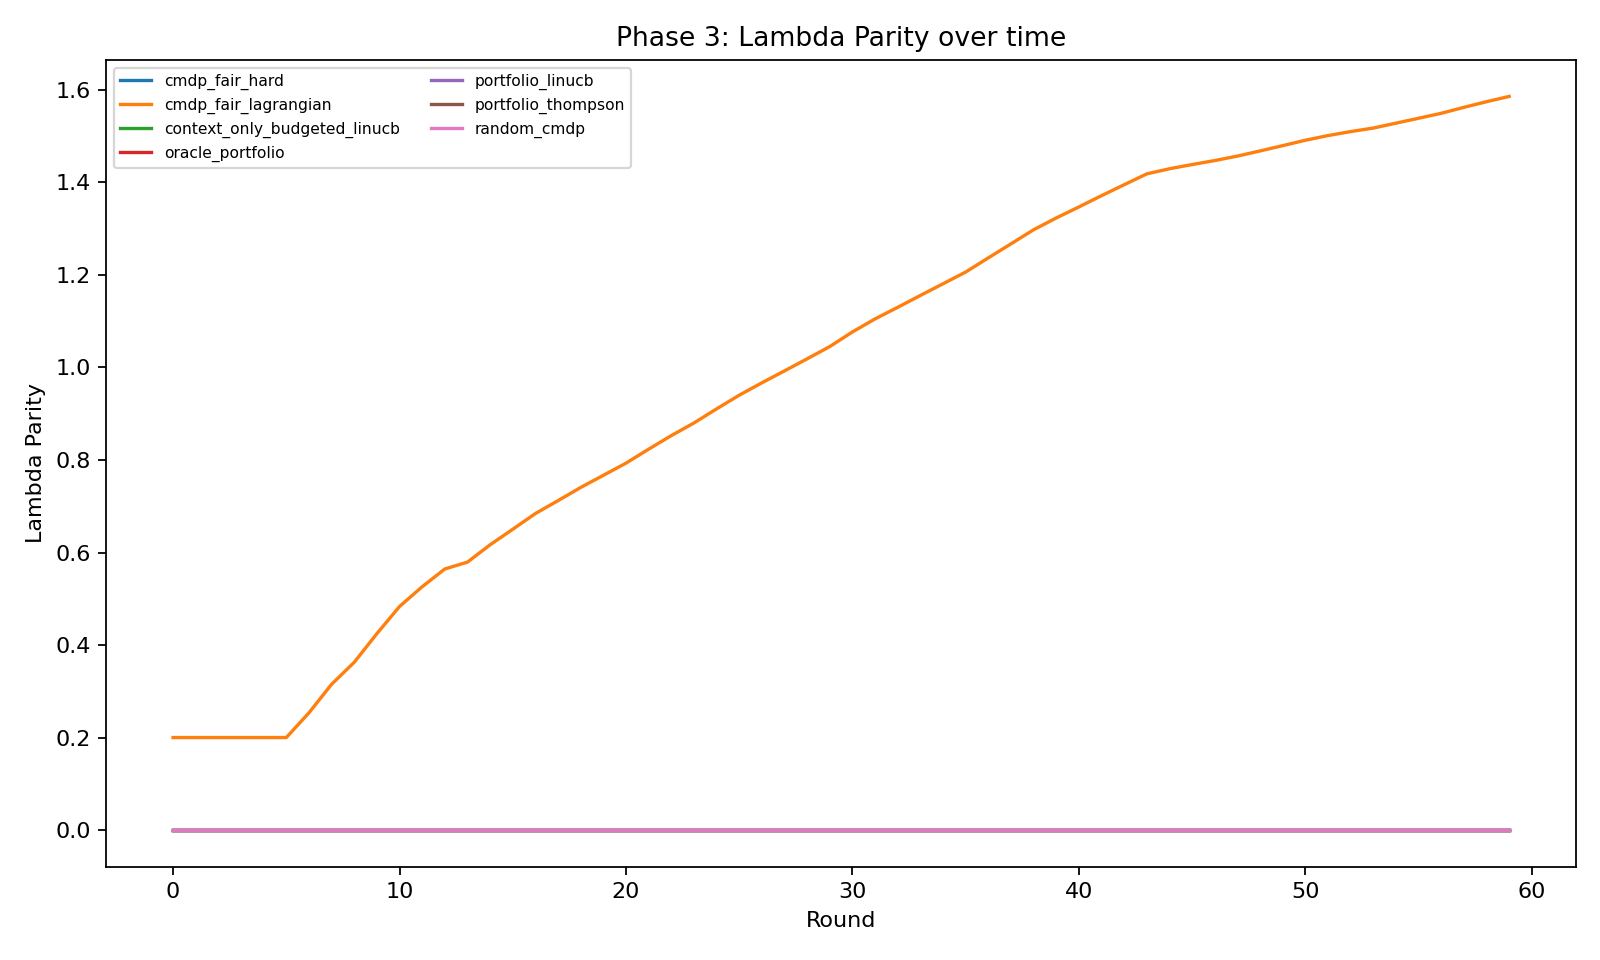 Phase 3: Lambda Parity over time
cmdp_fair_hard
cmdp_fair_lagrangian
context_only_budgeted_linucb
oracle_portfolio
portfolio_linucb
portfolio_thompson
random_cmdp
Lambda Parity
1.6
1.4
1.2
1.0
0.8
0.6
0.4
0.2
0.0
0 10 20 30 40 50 60
Round